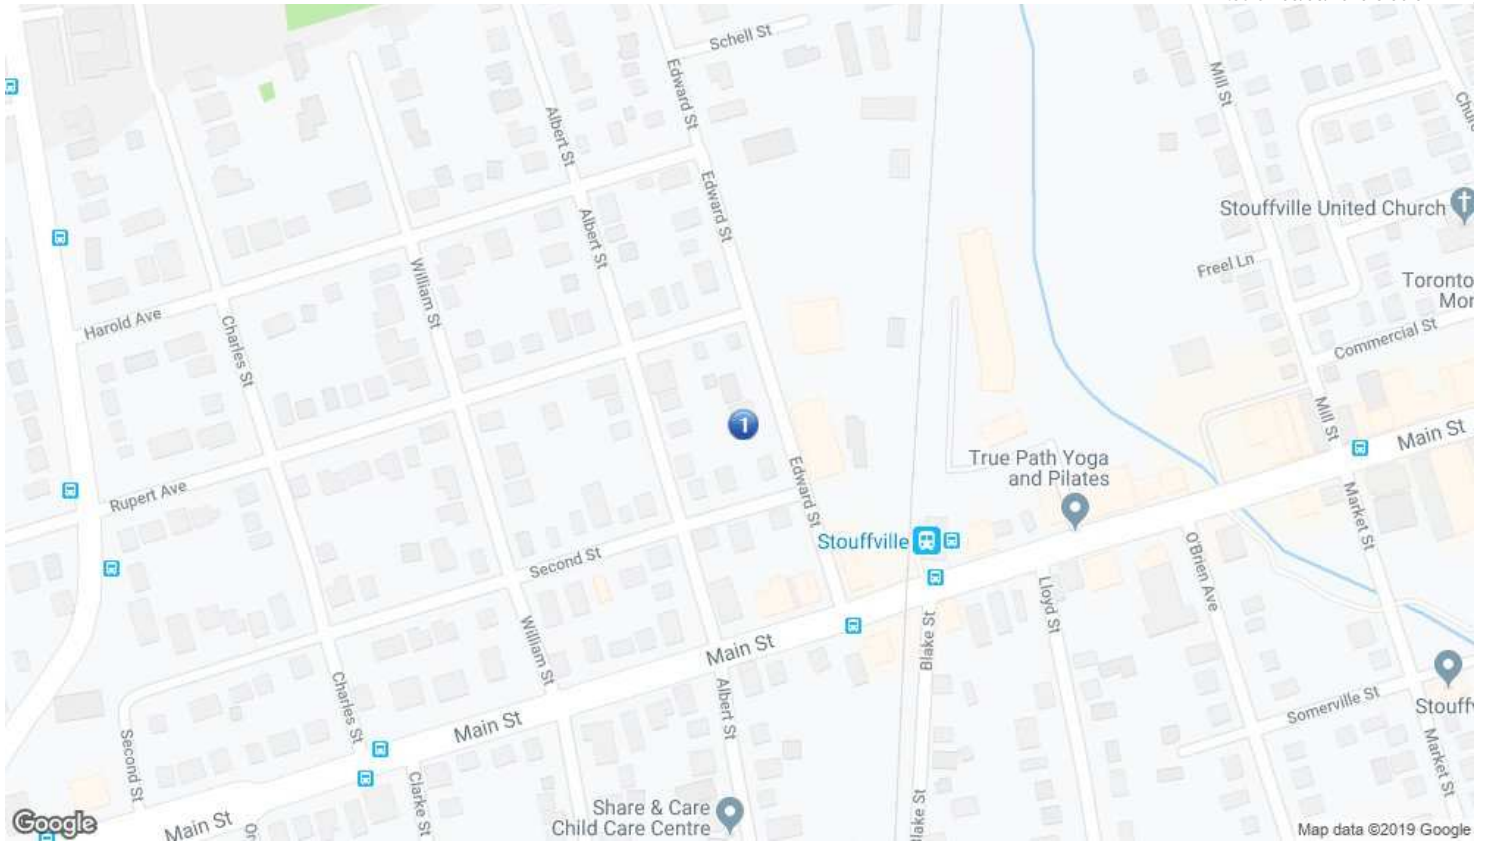 Schell St
Edward St
Mill St
Albert St
Edward St
Stouffville United Church
Albert St
Freel Ln
William St
Toronto
Mor
Harold Ave
Charles St
Commercial St
1
Mill St
Main St
True Path Yoga
and Pilates
Rupert Ave
Edward St
Market St
Stouffville
Second St
O'Brien Ave
Lloyd St
William St
Main St
Blake St
Charles St
Albert St
Somerville St
Stouffv
Main St
Second St
Market St
Clarke St
Share & Care
Child Care Centre
Blake St
Google
Main St
Map data ©2019 Google